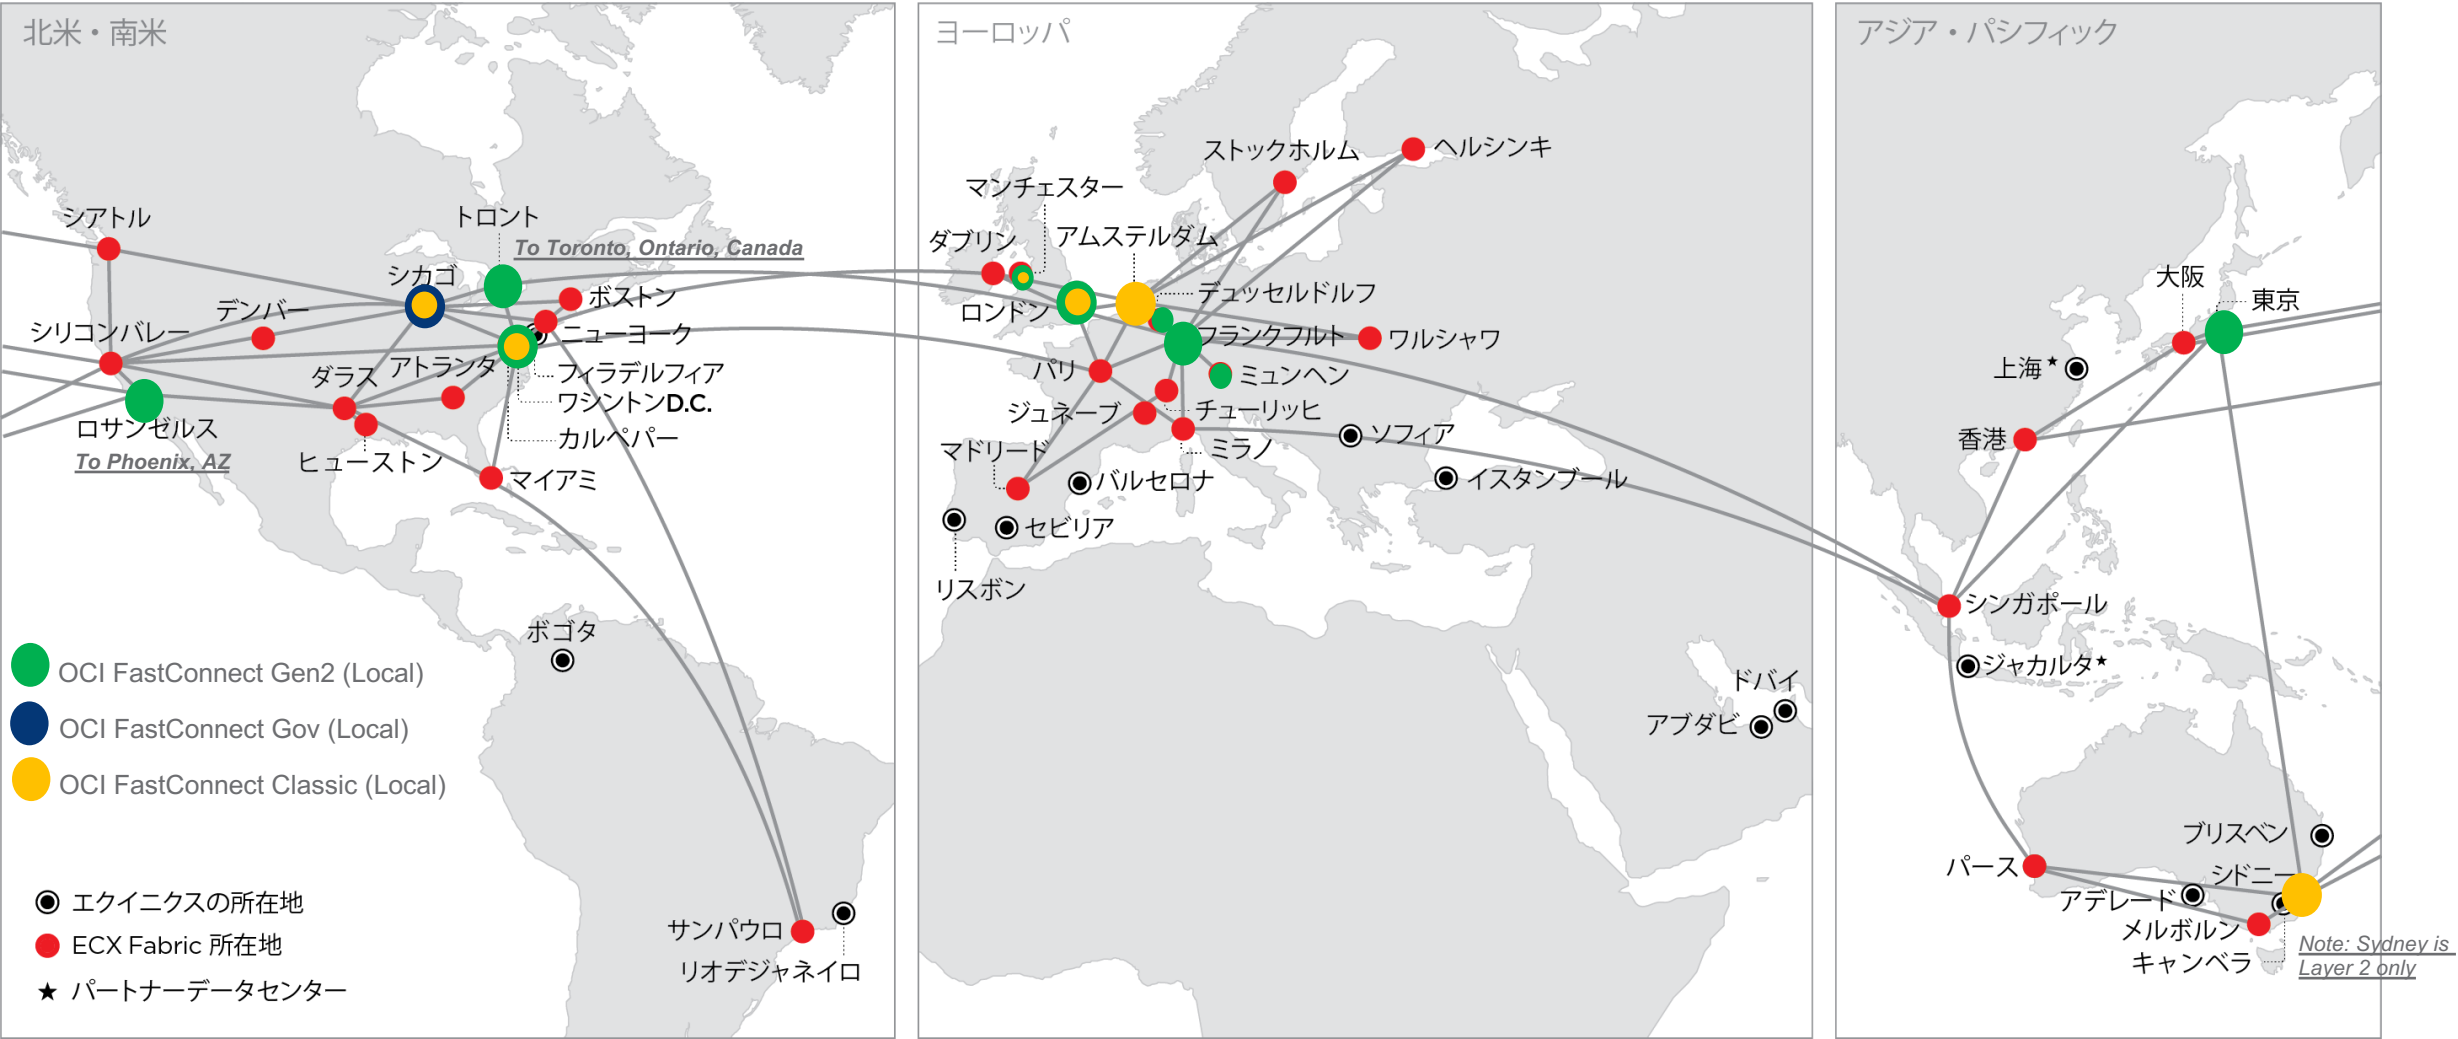 北米・南米
シアトル
トロント
To Toronto, Ontario, Canada
シカゴ
ボストン
デンバー
シリコンバレー
ニューヨーク
アトランタ
ダラス
フィラデルフィア
ワシントンD.C.
カルペパー
ロサンゼルス
To Phoenix, AZ
ヒューストン
マイアミ
ボゴタ
OCI FastConnect Gen2 (Local)
OCI FastConnect Gov (Local)
OCI FastConnect Classic (Local)
エクイニクスの所在地
ECX Fabric 所在地
★ パートナーデータセンター
サンパウロ
リオデジャネイロ
ヨーロッパ
ストックホルム
ヘルシンキ
マンチェスター
ダブリン
アムステルダム
ロンドン
デュッセルドルフ
フランクフルト
ワルシャワ
パリ
ミュンヘン
ジュネーブ
チューリッヒ
マドリード
ミラノ
ソフィア
バルセロナ
イスタンブール
セビリア
リスボン
ドバイ
アブダビ
アジア・パシフィック
大阪
東京
上海★
香港
シンガポール
ジャカルタ★
ブリスベン
パース
シドニー
アデレード
メルボルン
キャンベラ
Note: Sydney is
Layer 2 only